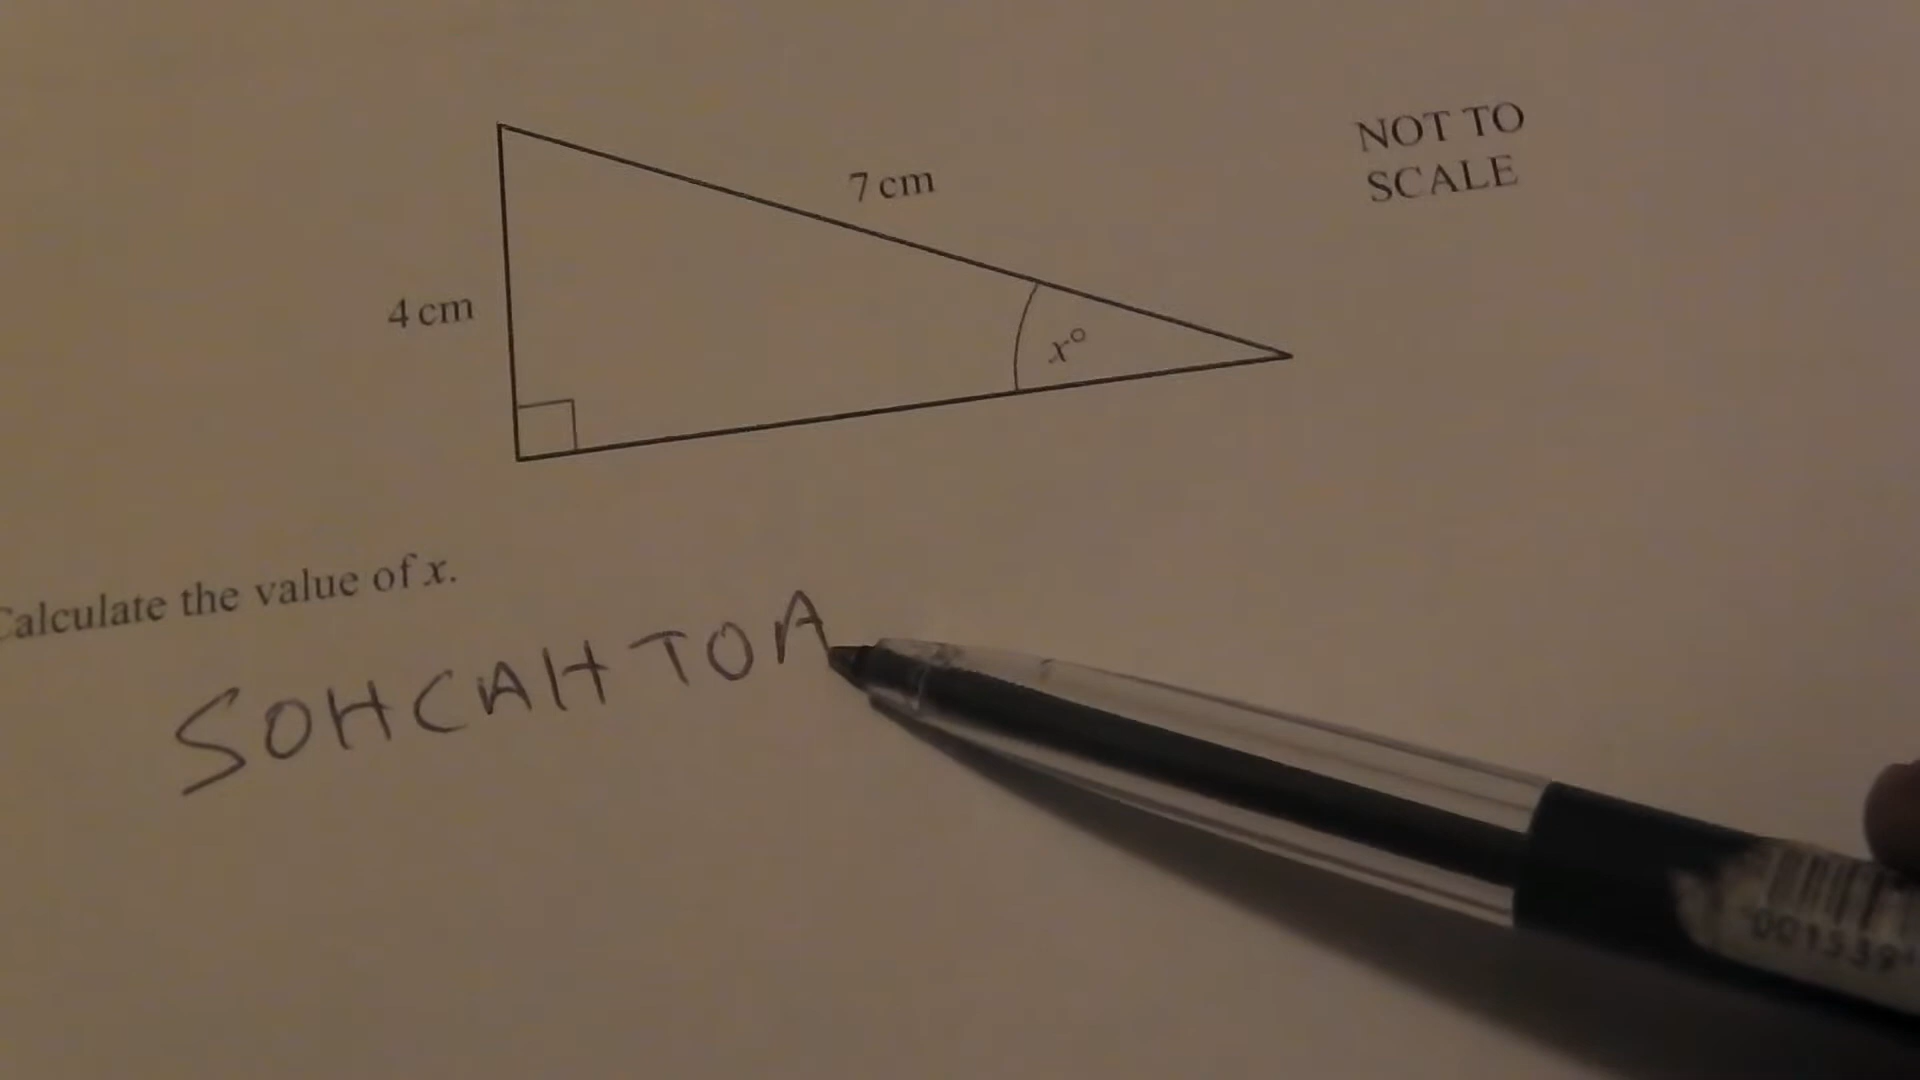 NOT TO
SCALE
7 cm
4 cm
x°
Calculate the value of x.
SOHCAHTOA